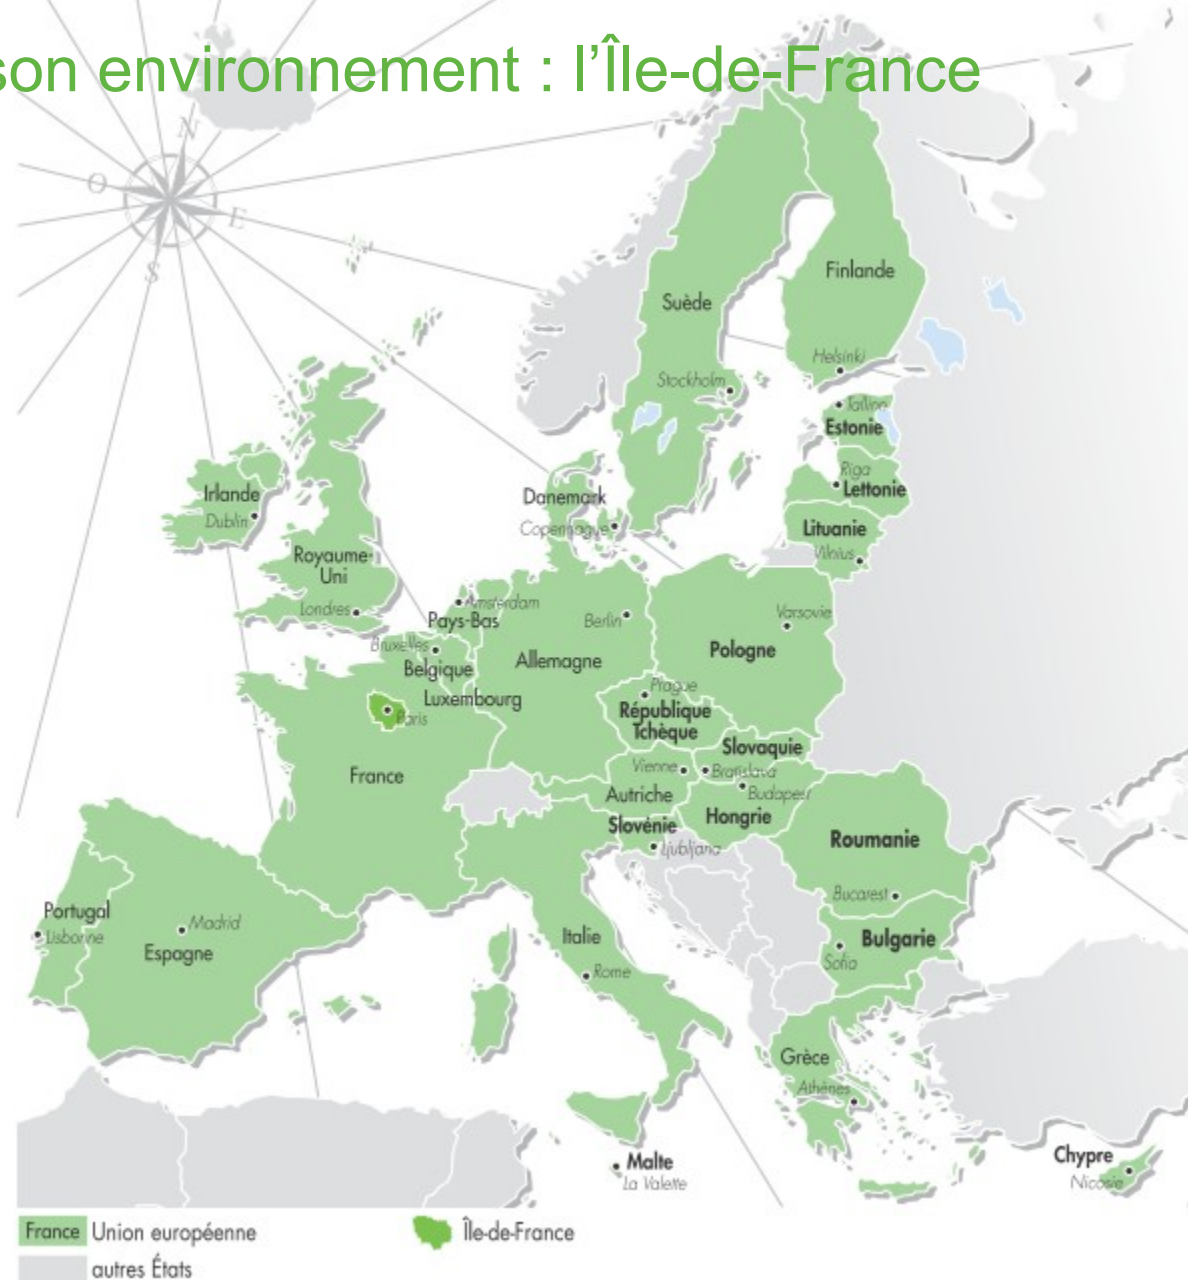 son environnement : l’Île-de-France
N
O
E
S
Finlande
Suède
Helsinki
Stockholm
Tallinn
Estonie
Riga
Lettonie
Irlande
Dublin
Danemark
Copenhague
Lituanie
Vilnius
Royaume-
Uni
Londres
Amsterdam
Pays-Bas
Berlin
Varsovie
Bruxelles
Belgique
Allemagne
Pologne
Luxembourg
Prague
République
Tchèque
Paris
Slovaquie
France
Vienne
Bratislava
Autriche
Budapest
Hongrie
Slovénie
Ljubljana
Roumanie
Bucarest
Portugal
Lisbonne
Madrid
Espagne
Italie
Rome
Bulgarie
Sofia
Grèce
Athènes
Malte
La Valette
Chypre
Nicosie
France Union européenne
Île-de-France
autres États